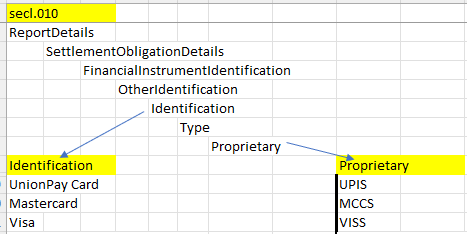 secl.010
ReportDetails
SettlementObligationDetails
FinancialInstrumentIdentification
OtherIdentification
Identification
Type
Proprietary
Identification Proprietary
UnionPay Card UPIS
Mastercard MCCS
Visa VISS